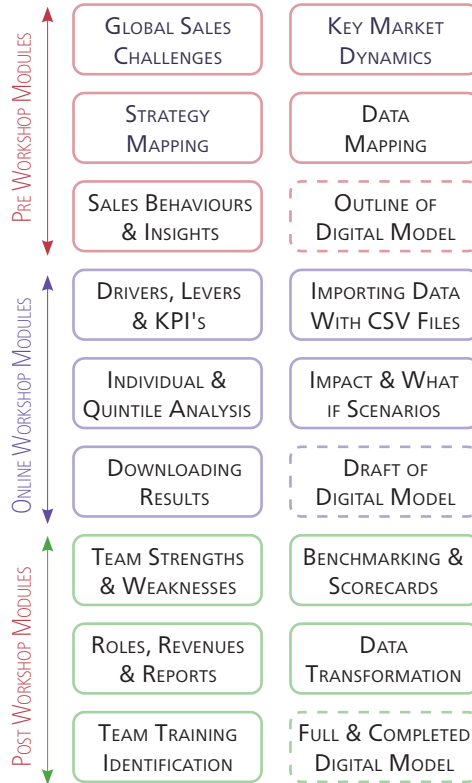 Pre Workshop Modules
Global Sales
Challenges
Key Market
Dynamics
Strategy
Mapping
Data
Mapping
Sales Behaviours
& Insights
Outline of
Digital Model
Online Workshop Modules
Drivers, Levers
& KPI's
Importing Data
With CSV Files
Individual &
Quintile Analysis
Impact & What
if Scenarios
Downloading
Results
Draft of
Digital Model
Post Workshop Modules
Team Strengths
& Weaknesses
Benchmarking &
Scorecards
Roles, Revenues
& Reports
Data
Transformation
Team Training
Identification
Full & Completed
Digital Model